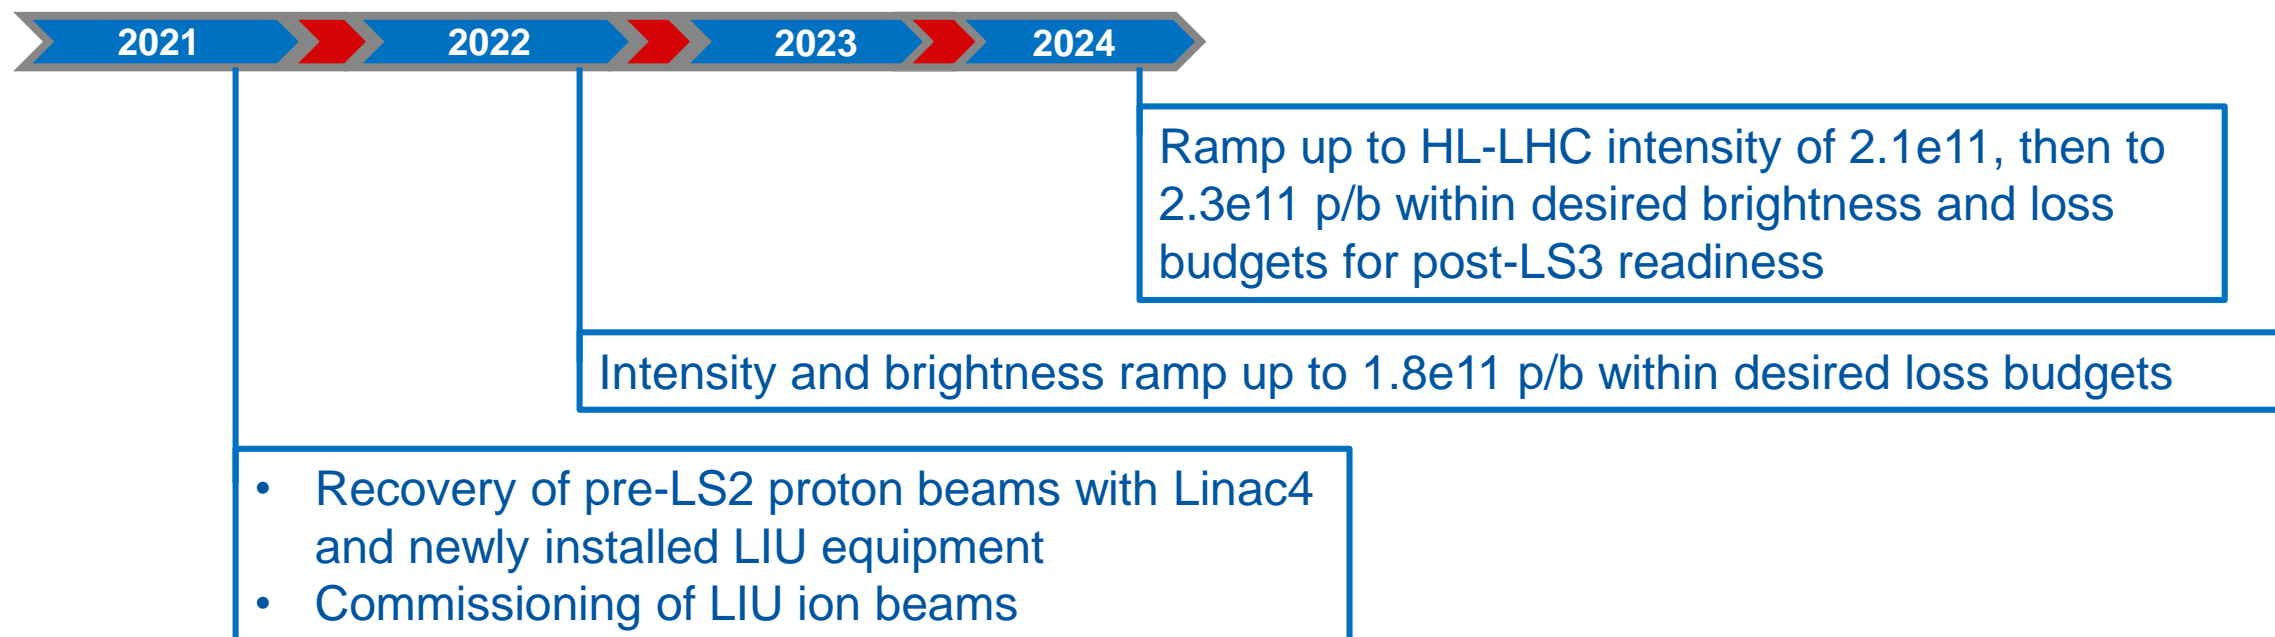 2021 2022 2023 2024
Ramp up to HL-LHC intensity of 2.1e11, then to
2.3e11 p/b within desired brightness and loss
budgets for post-LS3 readiness
Intensity and brightness ramp up to 1.8e11 p/b within desired loss budgets
• Recovery of pre-LS2 proton beams with Linac4
and newly installed LIU equipment
• Commissioning of LIU ion beams